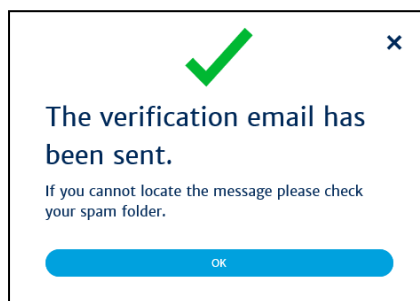 The verification email has
been sent.
If you cannot locate the message please check
your spam folder.
OK